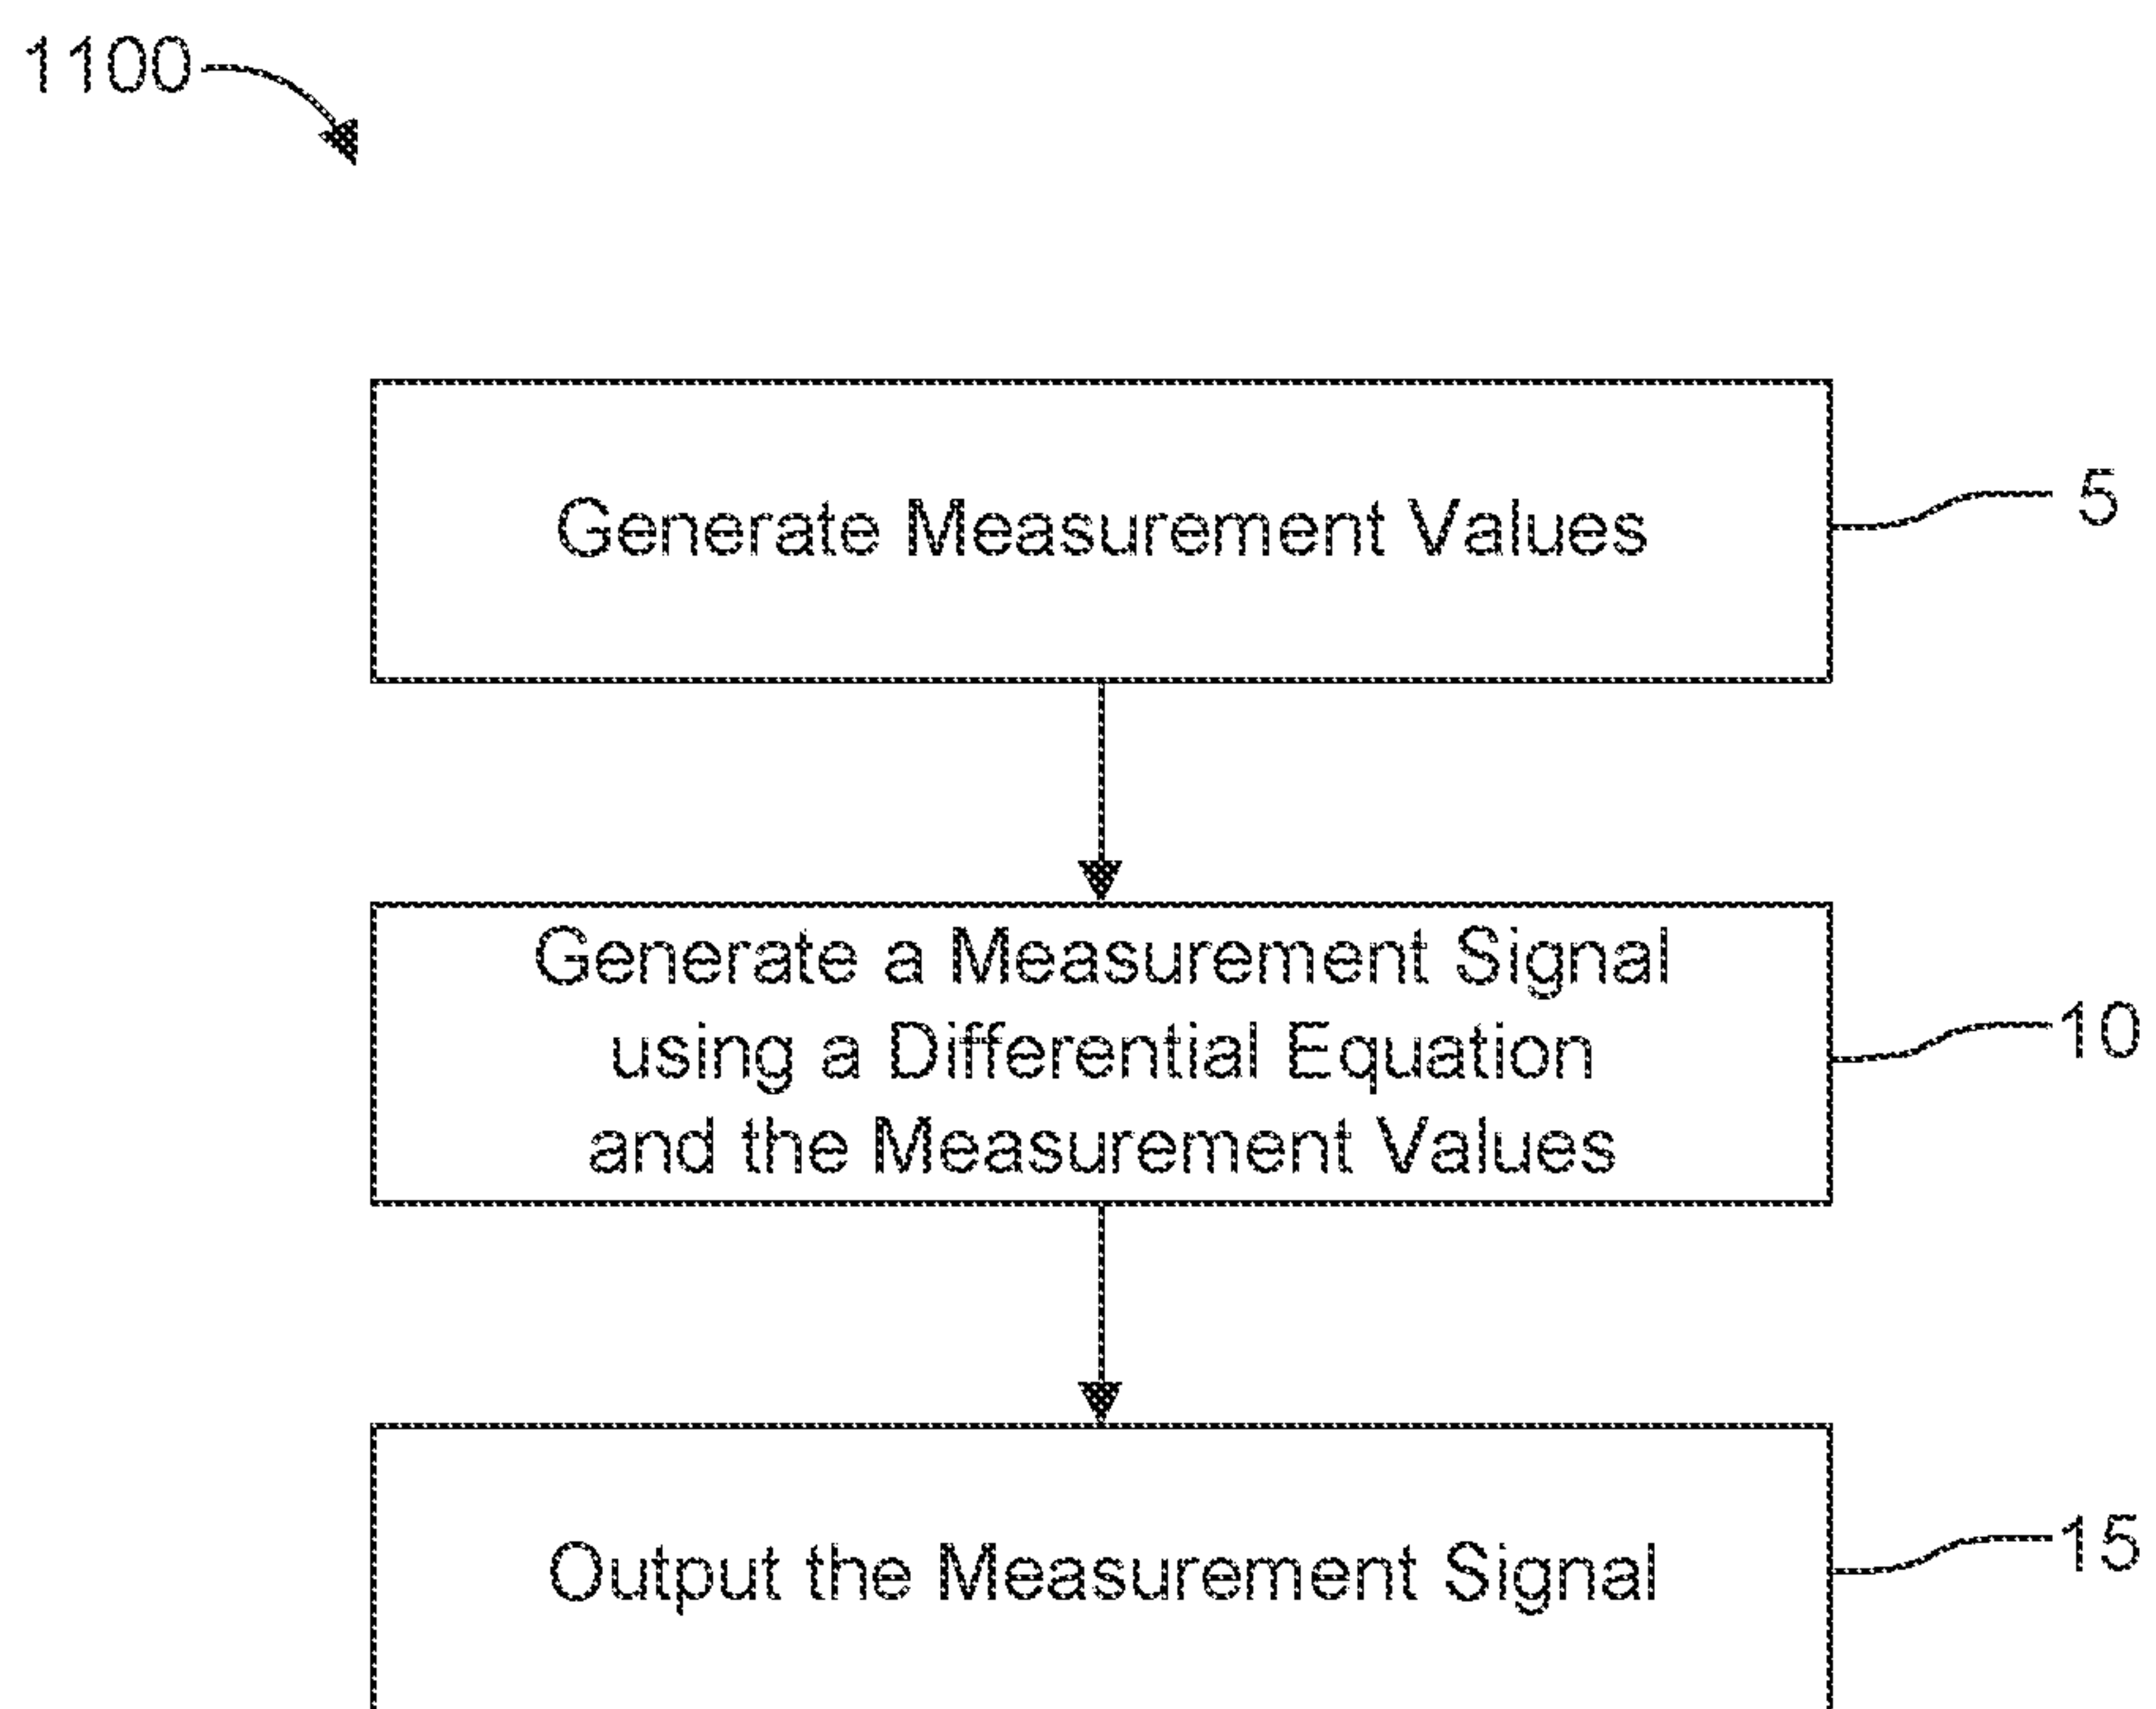 1100
Generate Measurement Values
5
Generate a Measurement Signal
using a Differential Equation
and the Measurement Values
10
Output the Measurement Signal
15